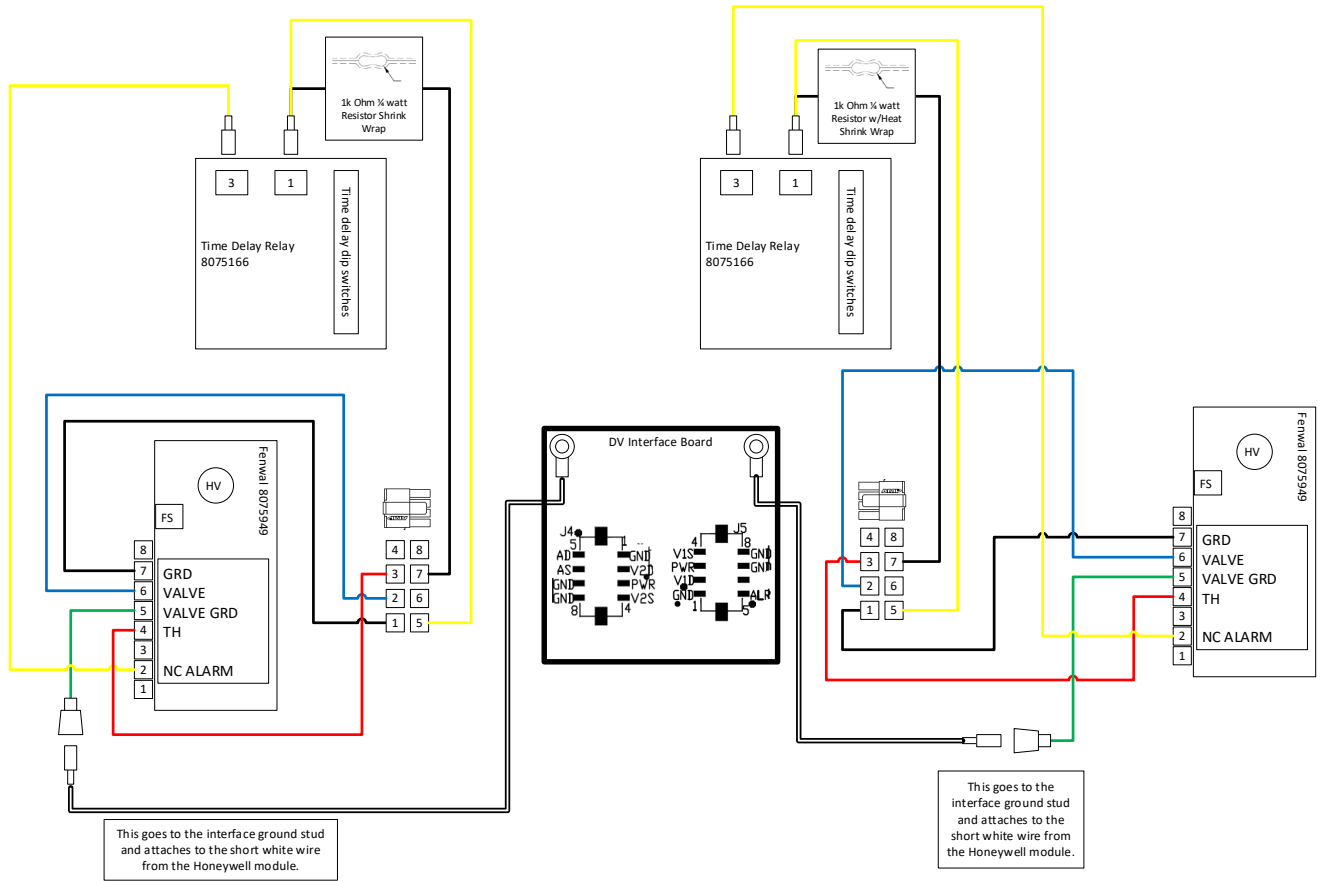 1k Ohm ¼ watt
Resistor Shrink
Wrap
3
1
Time Delay Relay
8075166
Time delay dip switches
1k Ohm ¼ watt
Resistor w/Heat
Shrink Wrap
3
1
Time Delay Relay
8075166
Time delay dip switches
Fenwal 8075949
HV
FS
8
7 GRD
6 VALVE
5 VALVE GRD
4 TH
3
2 NC ALARM
1
4 8
3 7
2 6
1 5
DV Interface Board
J4
5 1
AD GND
AS V2D
GND PWR
GND V2S
8 4
J5
4 8
V1S GND
PWR GND
V1D
GND ALR
1 5
4 8
3 7
2 6
1 5
Fenwal 8075949
HV
FS
8
7 GRD
6 VALVE
5 VALVE GRD
4 TH
3
2 NC ALARM
1
This goes to the interface ground stud
and attaches to the short white wire
from the Honeywell module.
This goes to the
interface ground stud
and attaches to the
short white wire from
the Honeywell module.